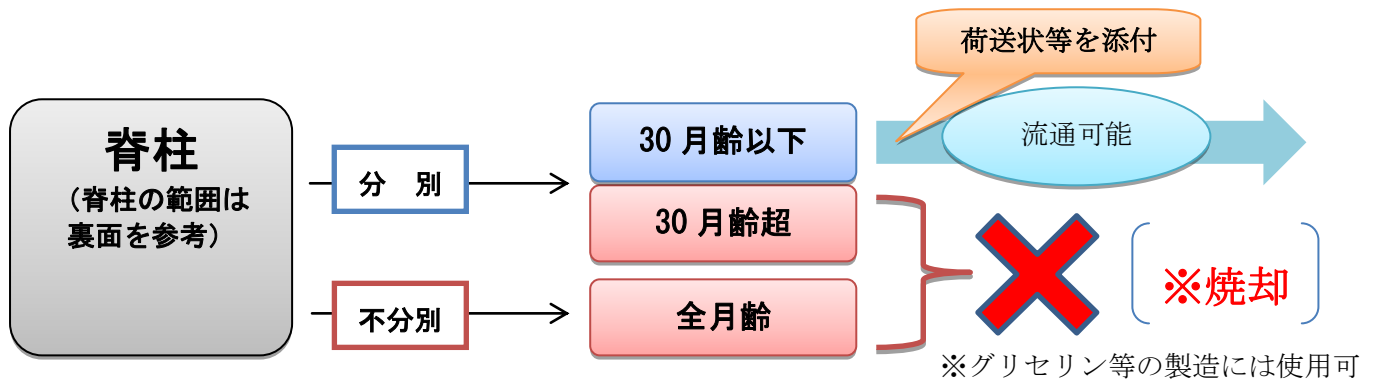 脊柱
（脊柱の範囲は
裏面を参考）
分　別
不分別
30 月齢以下
30 月齢超
全月齢
荷送状等を添付
流通可能
※焼却
※グリセリン等の製造には使用可